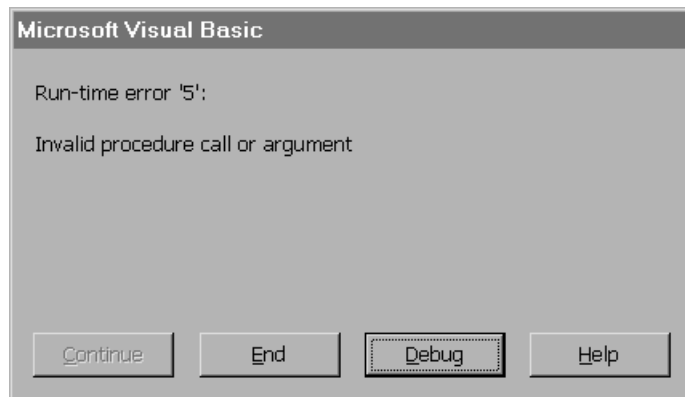 Microsoft Visual Basic
Run-time error '5':
Invalid procedure call or argument
Continue End Debug Help